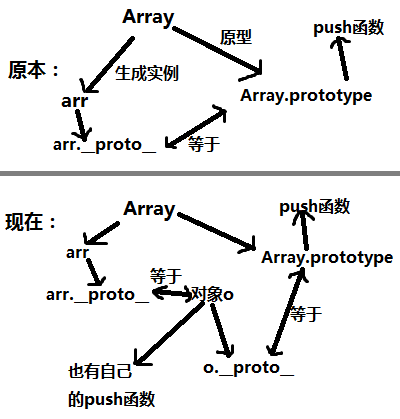 Array
push函数
原型
原本：
生成实例
arr
Array.prototype
arr.__proto__
等于
现在：
Array
push函数
arr
Array.prototype
等于
arr.__proto__
对象o
等于
也有自己
的push函数
o.__proto__